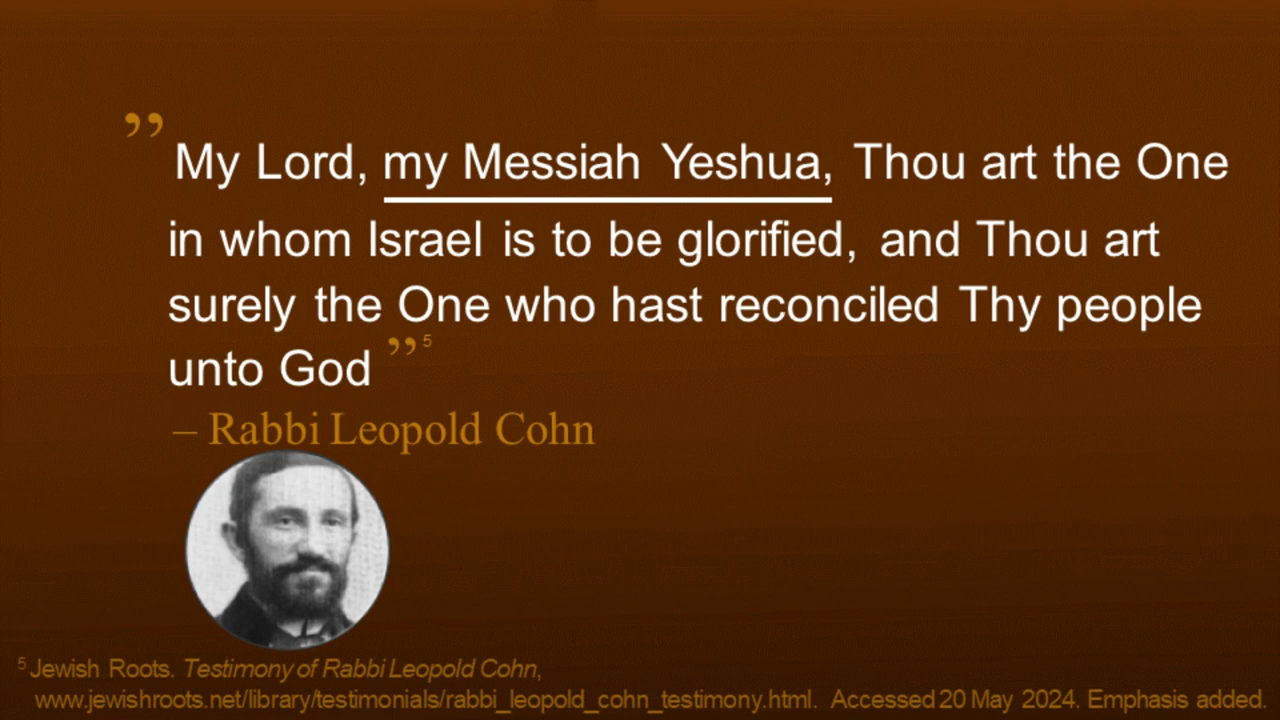 ” My Lord, my Messiah Yeshua, Thou art the One
in whom Israel is to be glorified, and Thou art
surely the One who hast reconciled Thy people
unto God ” 5
– Rabbi Leopold Cohn
5 Jewish Roots. Testimony of Rabbi Leopold Cohn,
www.jewishroots.net/library/testimonials/rabbi_leopold_cohn_testimony.html. Accessed 20 May 2024. Emphasis added.